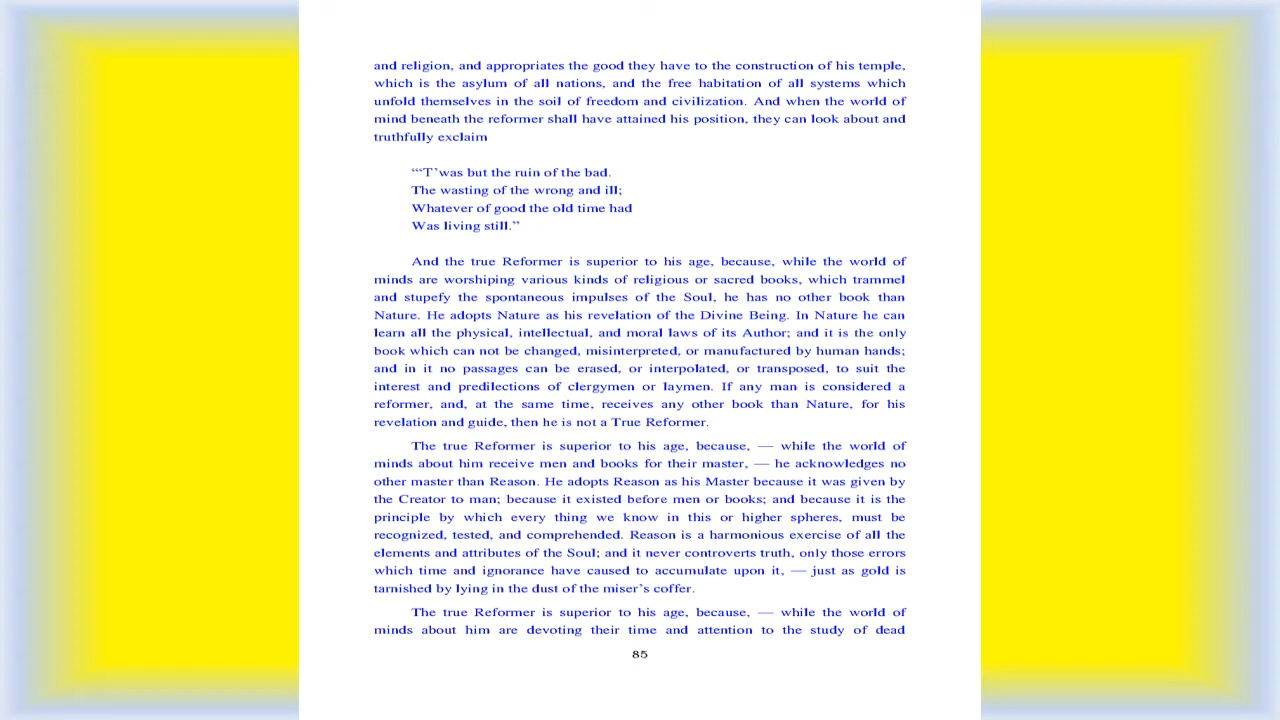 and religion, and appropriates the good they have to the construction of his temple,
which is the asylum of all nations, and the free habitation of all systems which
unfold themselves in the soil of freedom and civilization. And when the world of
mind beneath the reformer shall have attained his position, they can look about and
truthfully exclaim
“‘T’was but the ruin of the bad.
The wasting of the wrong and ill;
Whatever of good the old time had
Was living still.”
And the true Reformer is superior to his age, because, while the world of
minds are worshiping various kinds of religious or sacred books, which trammel
and stupefy the spontaneous impulses of the Soul, he has no other book than
Nature. He adopts Nature as his revelation of the Divine Being. In Nature he can
learn all the physical, intellectual, and moral laws of its Author; and it is the only
book which can not be changed, misinterpreted, or manufactured by human hands;
and in it no passages can be erased, or interpolated, or transposed, to suit the
interest and predilections of clergymen or laymen. If any man is considered a
reformer, and, at the same time, receives any other book than Nature, for his
revelation and guide, then he is not a True Reformer.
The true Reformer is superior to his age, because, — while the world of
minds about him receive men and books for their master, — he acknowledges no
other master than Reason. He adopts Reason as his Master because it was given by
the Creator to man; because it existed before men or books; and because it is the
principle by which every thing we know in this or higher spheres, must be
recognized, tested, and comprehended. Reason is a harmonious exercise of all the
elements and attributes of the Soul; and it never controverts truth, only those errors
which time and ignorance have caused to accumulate upon it, — just as gold is
tarnished by lying in the dust of the miser’s coffer.
The true Reformer is superior to his age, because, — while the world of
minds about him are devoting their time and attention to the study of dead
85